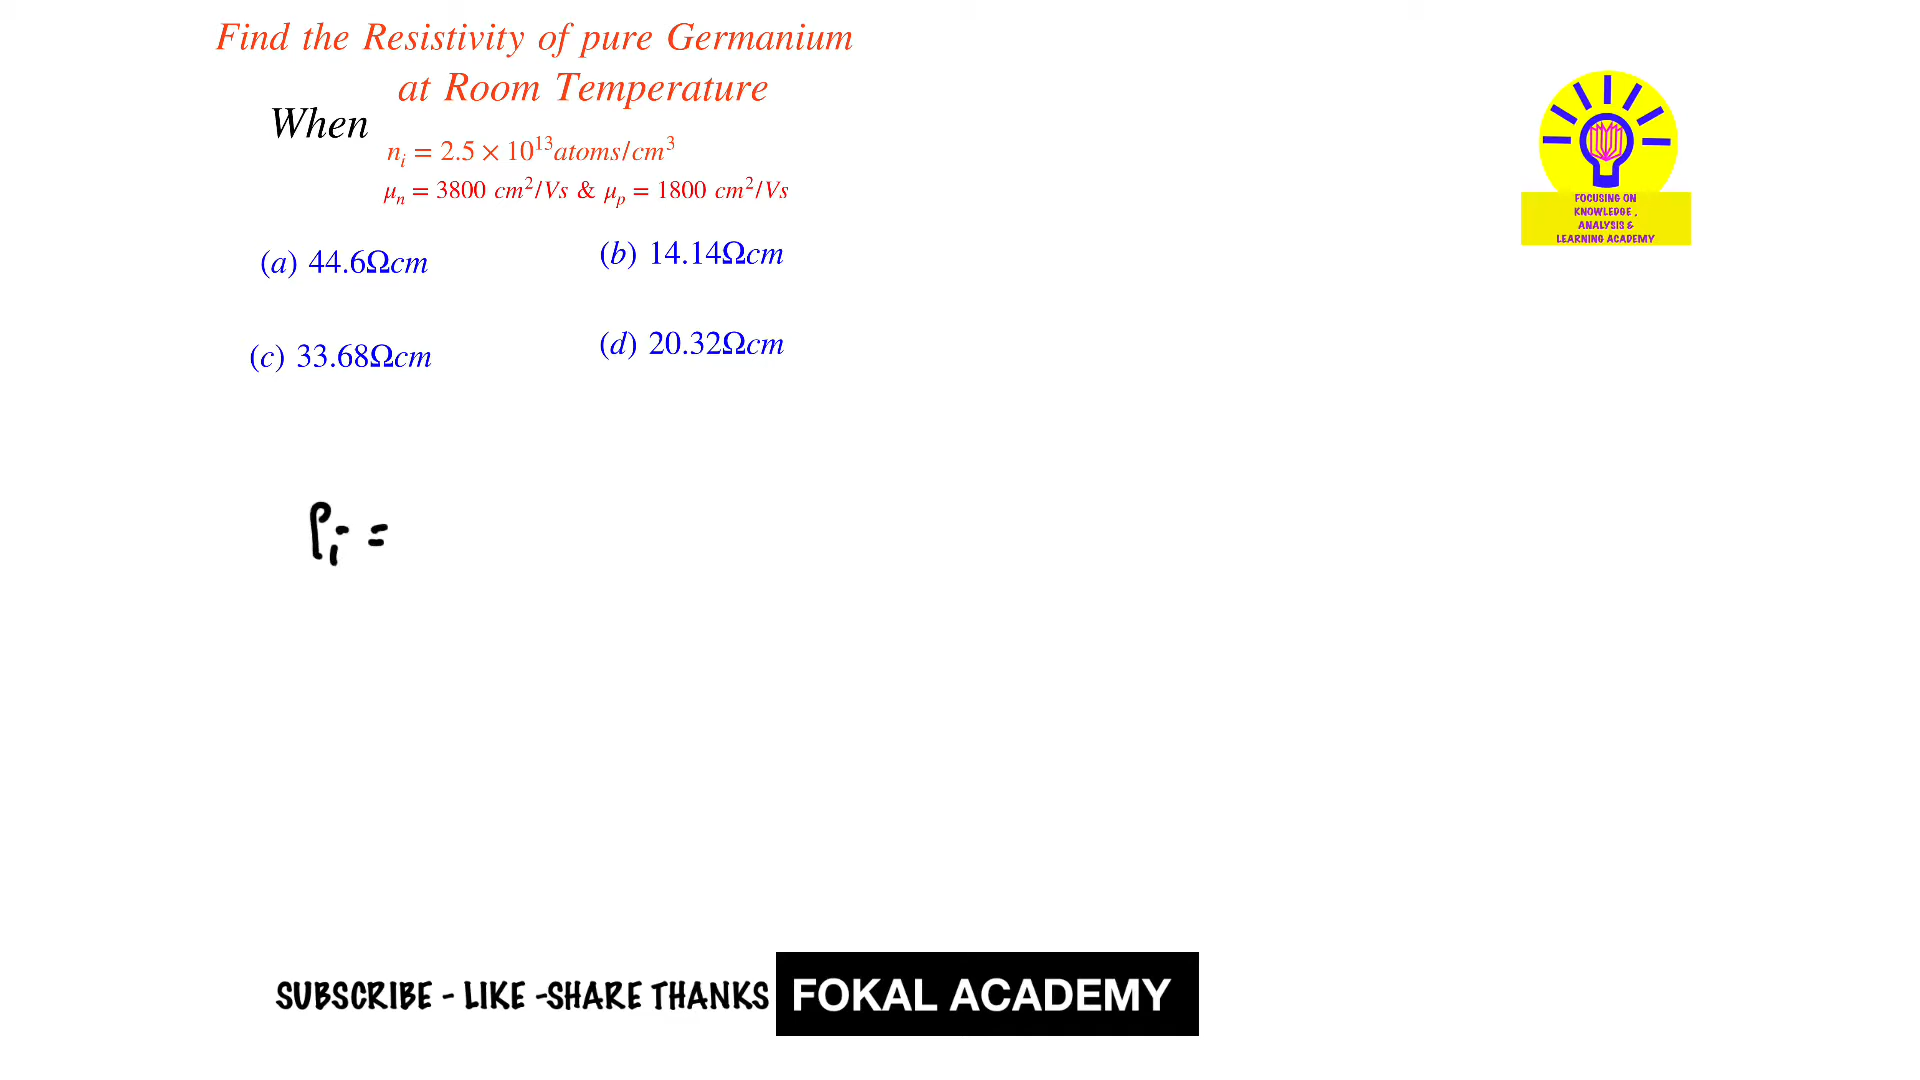 Find the Resistivity of pure Germanium
at Room Temperature
When
nᵢ = 2.5 × 10¹³atoms/cm³
μₙ = 3800 cm²/Vs & μₚ = 1800 cm²/Vs
(a) 44.6Ωcm
(b) 14.14Ωcm
(c) 33.68Ωcm
(d) 20.32Ωcm
ρᵢ =
FOCUSING ON
KNOWLEDGE ,
ANALYSIS &
LEARNING ACADEMY
SUBSCRIBE - LIKE -SHARE THANKS
FOKAL ACADEMY